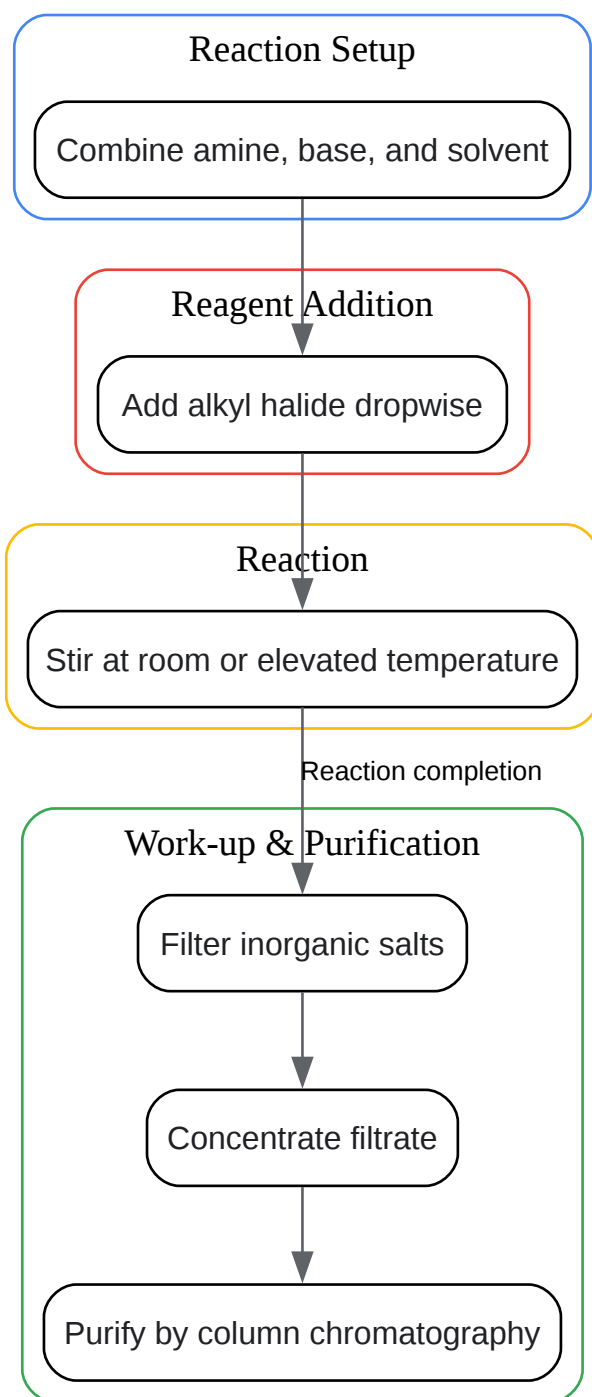 Reaction Setup
Combine amine, base, and solvent
Reagent Addition
Add alkyl halide dropwise
Reaction
Stir at room or elevated temperature
Reaction completion
Work-up & Purification
Filter inorganic salts
Concentrate filtrate
Purify by column chromatography